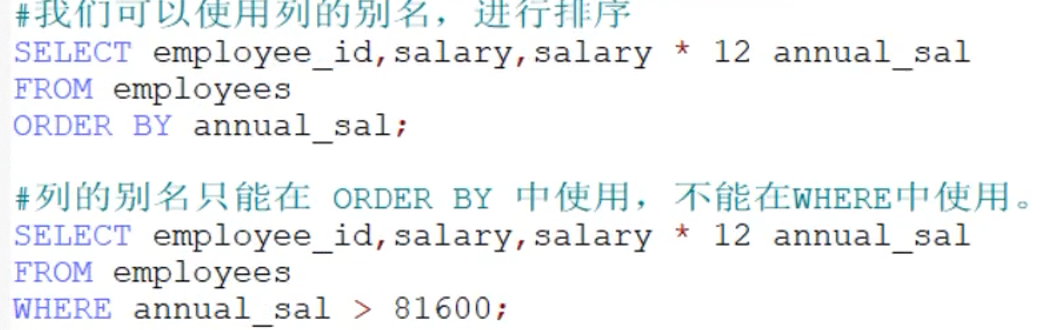 #我们可以使用列的别名，进行排序
SELECT employee_id,salary,salary * 12 annual_sal
FROM employees
ORDER BY annual_sal;
#列的别名只能在 ORDER BY 中使用，不能在WHERE中使用。
SELECT employee_id,salary,salary * 12 annual_sal
FROM employees
WHERE annual_sal > 81600;